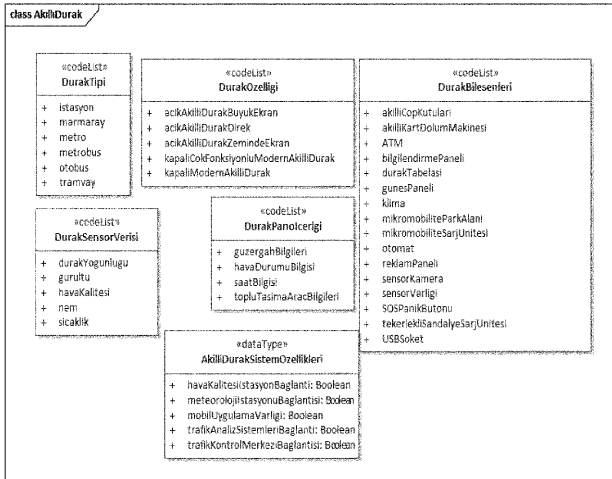 class AkıllıDurak
«codeList»
DurakTipi
+ istasyon
+ marmaray
+ metro
+ metrobus
+ otobus
+ tramvay
«codeList»
DurakOzelligi
+ acikAkilliDurakBuyukEkran
+ acikAkilliDurakDirek
+ acikAkilliDurakZemindeEkran
+ kapaliCokFonksiyonluModernAkilliDurak
+ kapaliModernAkilliDurak
«codeList»
DurakBilesenleri
+ akilliCopKutulari
+ akilliKartDolumMakinesi
+ ATM
+ bilgilendirmePaneli
+ durakTabelasi
+ gunesPaneli
+ klima
+ mikromobiliteParkAlani
+ mikromobiliteSarjUnitesi
+ otomat
+ reklamPaneli
+ sensorKamera
+ sensorVarligi
+ SOSPanikButonu
+ tekerlekliSandalyeSarjUnitesi
+ USBSoket
«codeList»
DurakSensorVerisi
+ durakYogunlugu
+ gurultu
+ havaKalitesi
+ nem
+ sicaklik
«codeList»
DurakPanoIcerigi
+ guzergahBilgileri
+ havaDurumuBilgisi
+ saatBilgisi
+ topluTasimaAracBilgileri
«dataType»
AkilliDurakSistemOzellikleri
+ havaKalitesiIstasyonBaglanti: Boolean
+ meteorolojiIstasyonuBaglantisi: Boolean
+ mobilUygulamaVarligi: Boolean
+ trafikAnalizSistemleriBaglanti: Boolean
+ trafikKontrolMerkeziBaglantisi: Boolean